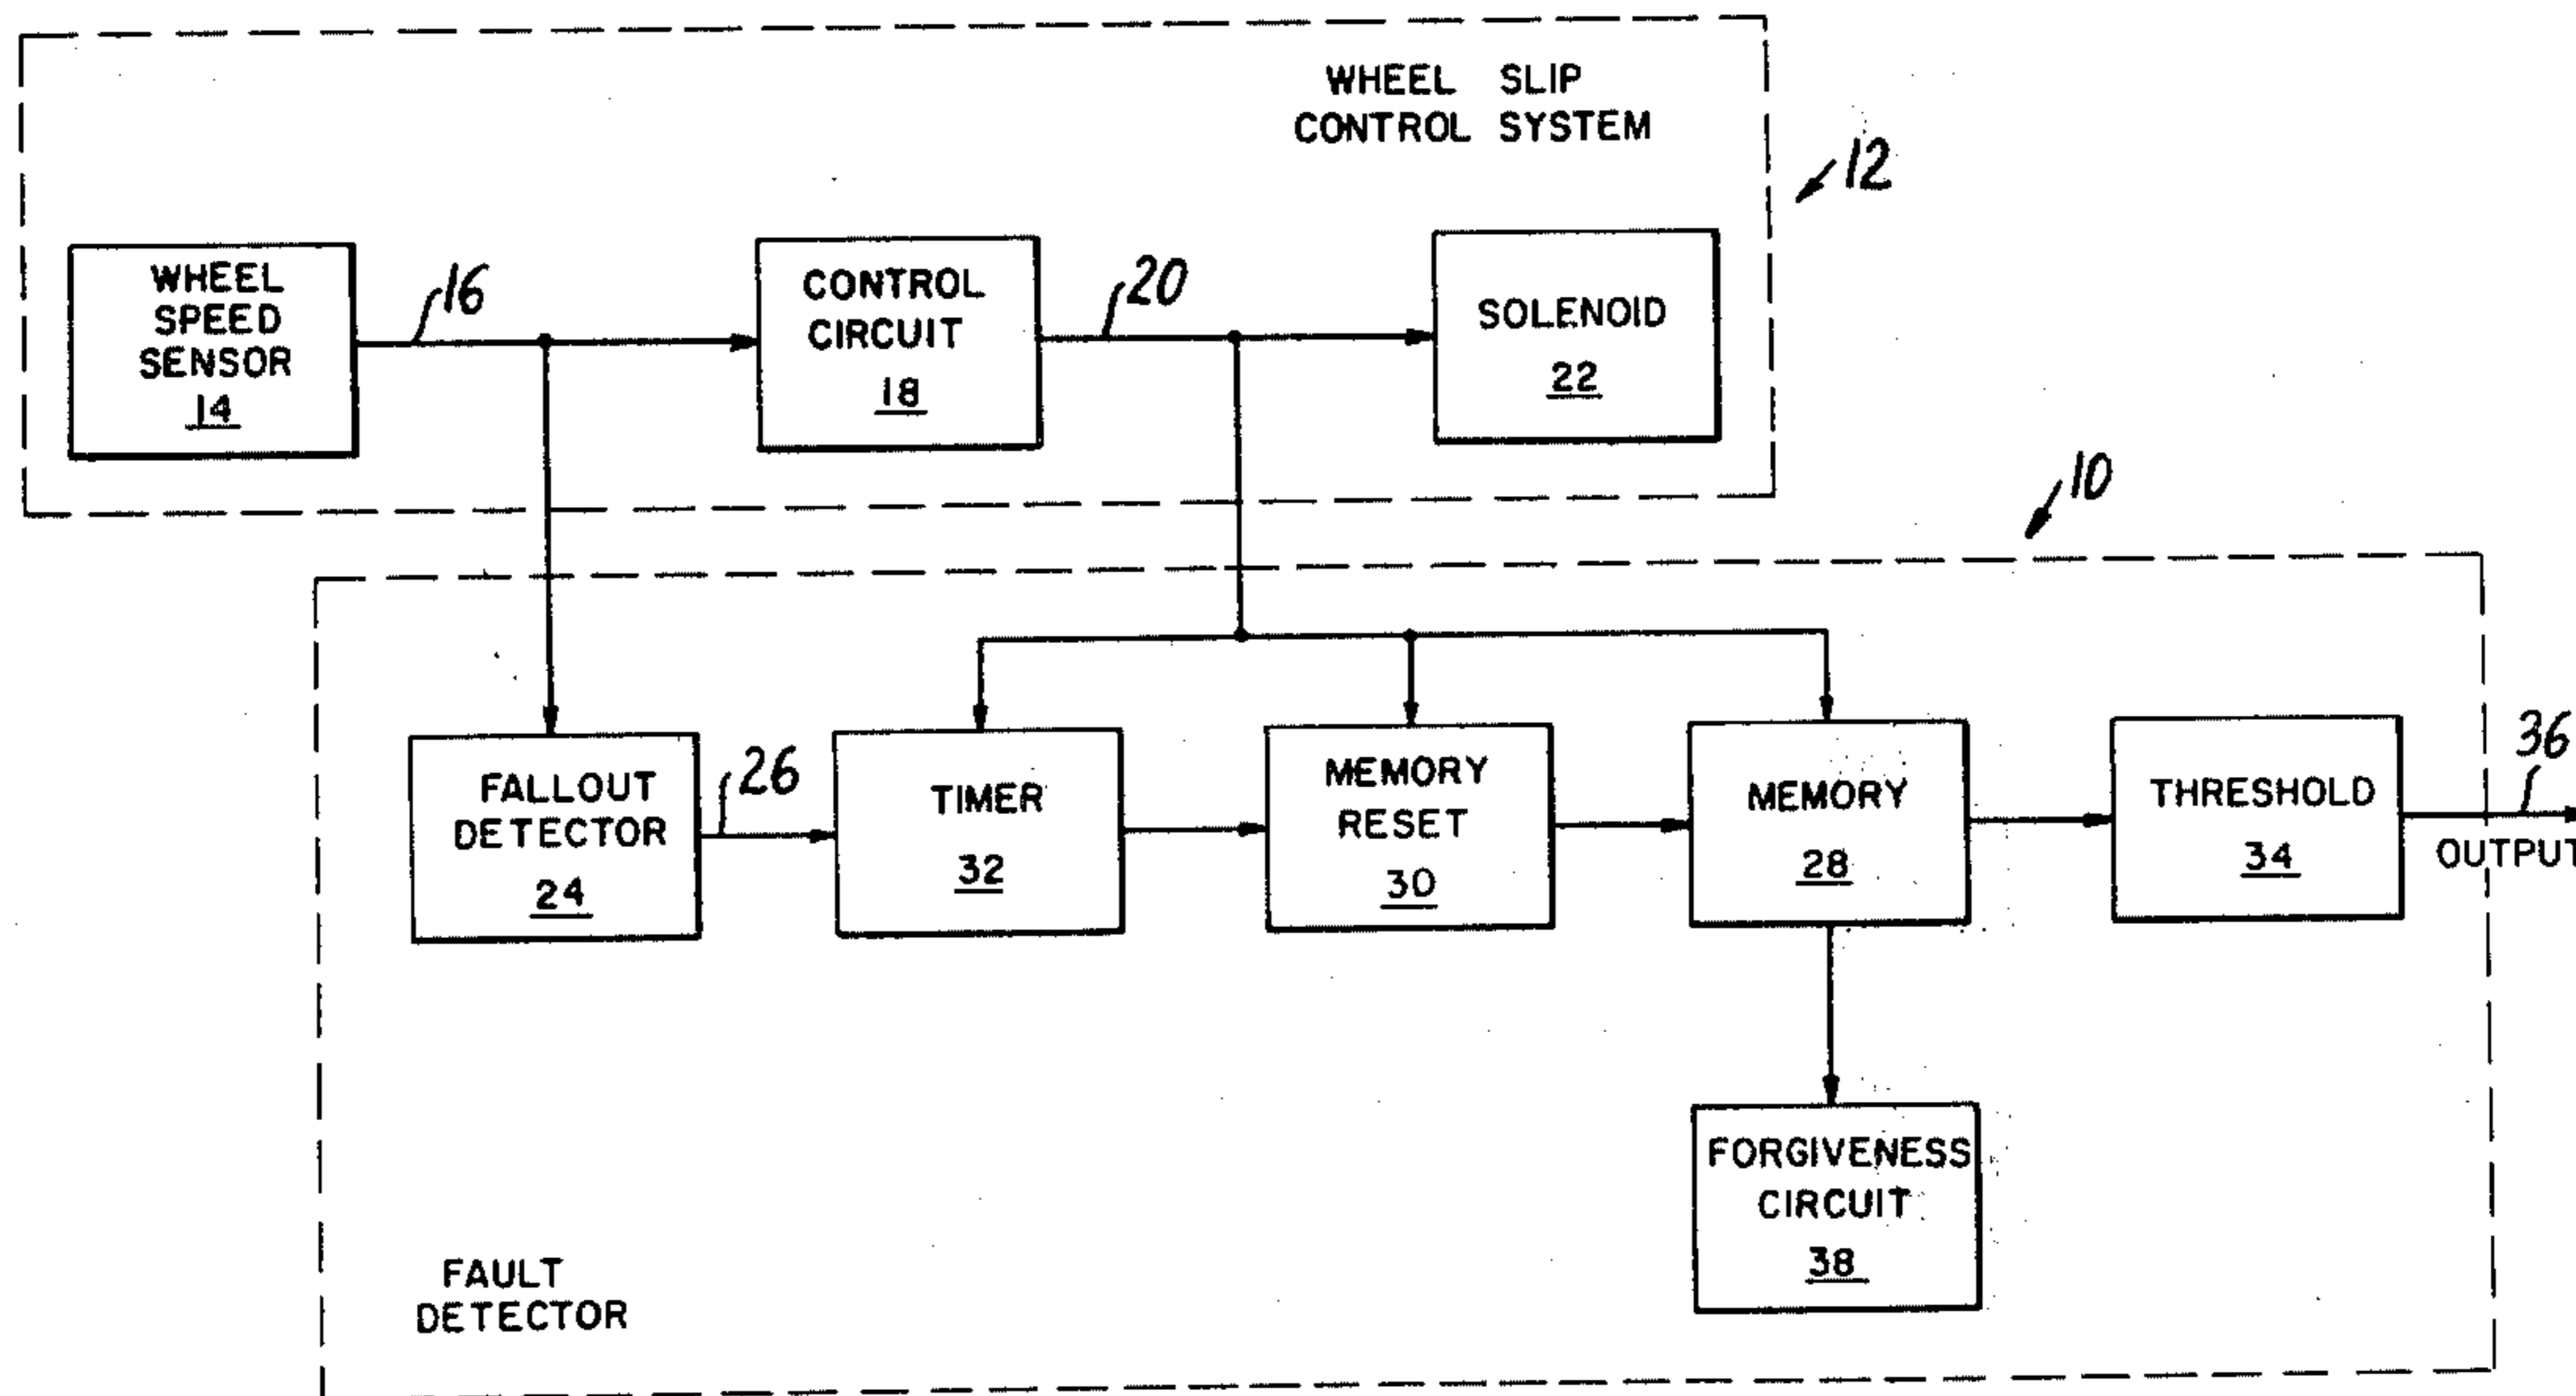 WHEEL SLIP
CONTROL SYSTEM
12
WHEEL
SPEED
SENSOR
14
16
CONTROL
CIRCUIT
18
20
SOLENOID
22
10
FALLOUT
DETECTOR
24
26
TIMER
32
MEMORY
RESET
30
MEMORY
28
THRESHOLD
34
36
OUTPUT
FORGIVENESS
CIRCUIT
38
FAULT
DETECTOR